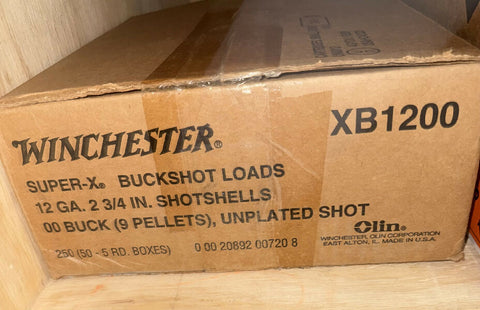 WINCHESTER®
XB1200
SUPER-X® BUCKSHOT LOADS
12 GA. 2 3/4 IN. SHOTSHELLS
00 BUCK (9 PELLETS), UNPLATED SHOT
250 (50 - 5 RD. BOXES)
0 00 20892 00720 8
Olin®
WINCHESTER, OLIN CORPORATION
EAST ALTON, IL. MADE IN U.S.A.